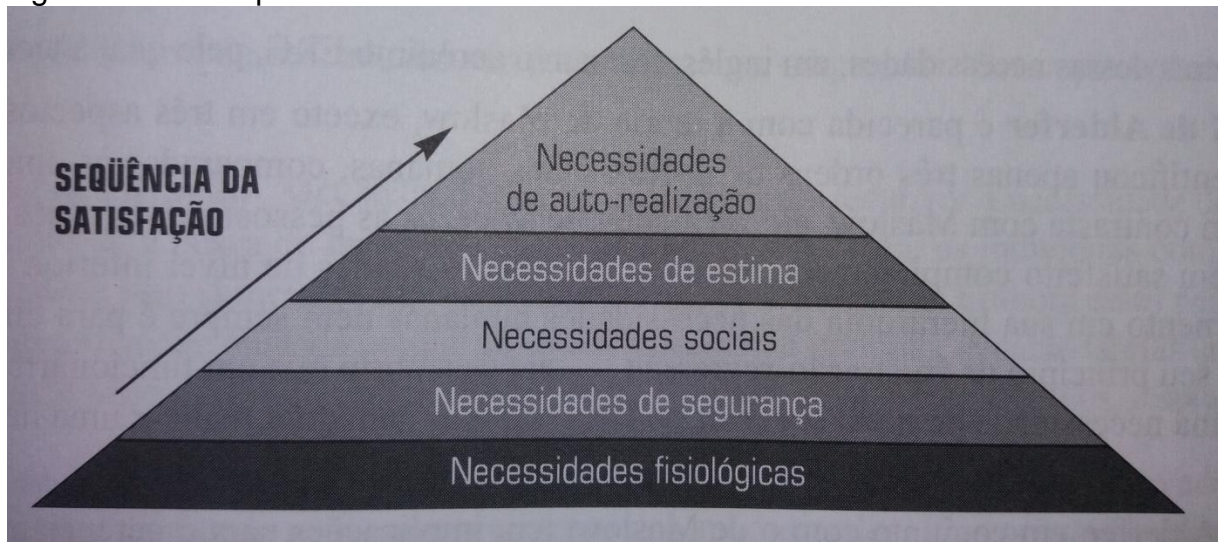 SEQÜÊNCIA DA
SATISFAÇÃO
Necessidades
de auto-realização
Necessidades de estima
Necessidades sociais
Necessidades de segurança
Necessidades fisiológicas